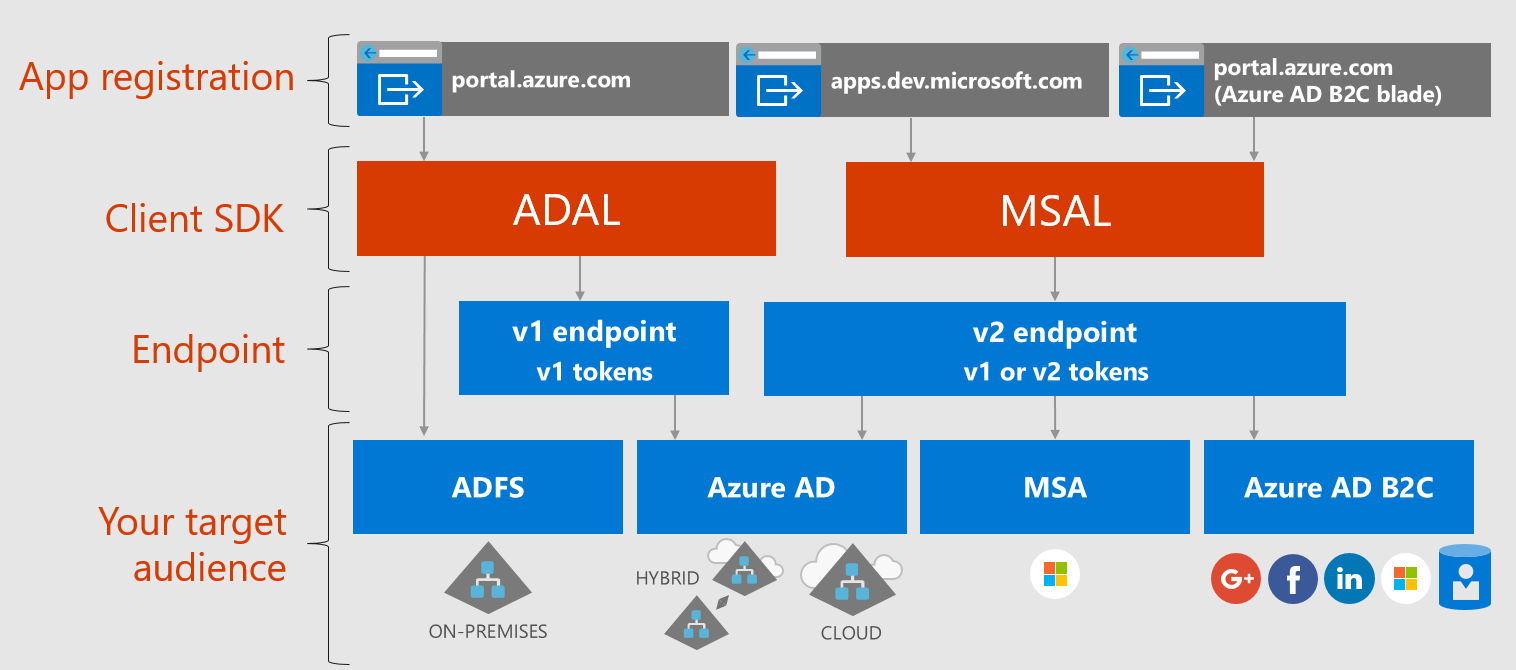 App registration
portal.azure.com
apps.dev.microsoft.com
portal.azure.com
(Azure AD B2C blade)
Client SDK
ADAL
MSAL
Endpoint
v1 endpoint
v1 tokens
v2 endpoint
v1 or v2 tokens
Your target
audience
ADFS
Azure AD
MSA
Azure AD B2C
ON-PREMISES
HYBRID
CLOUD
G+
f
in